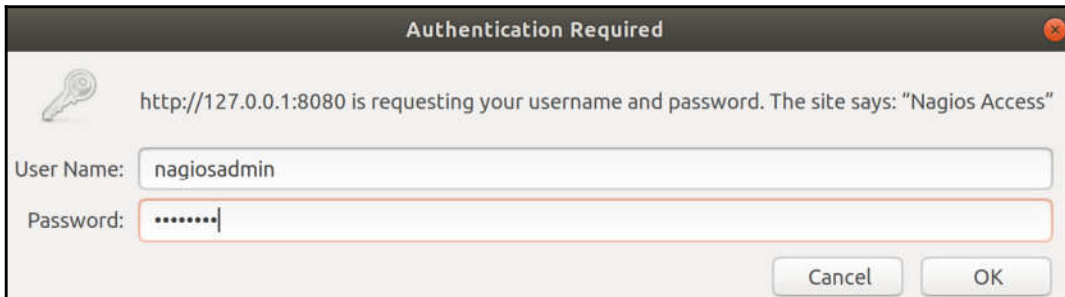 Authentication Required
http://127.0.0.1:8080 is requesting your username and password. The site says: “Nagios Access”
User Name: nagiosadmin
Password: ••••••••
Cancel OK